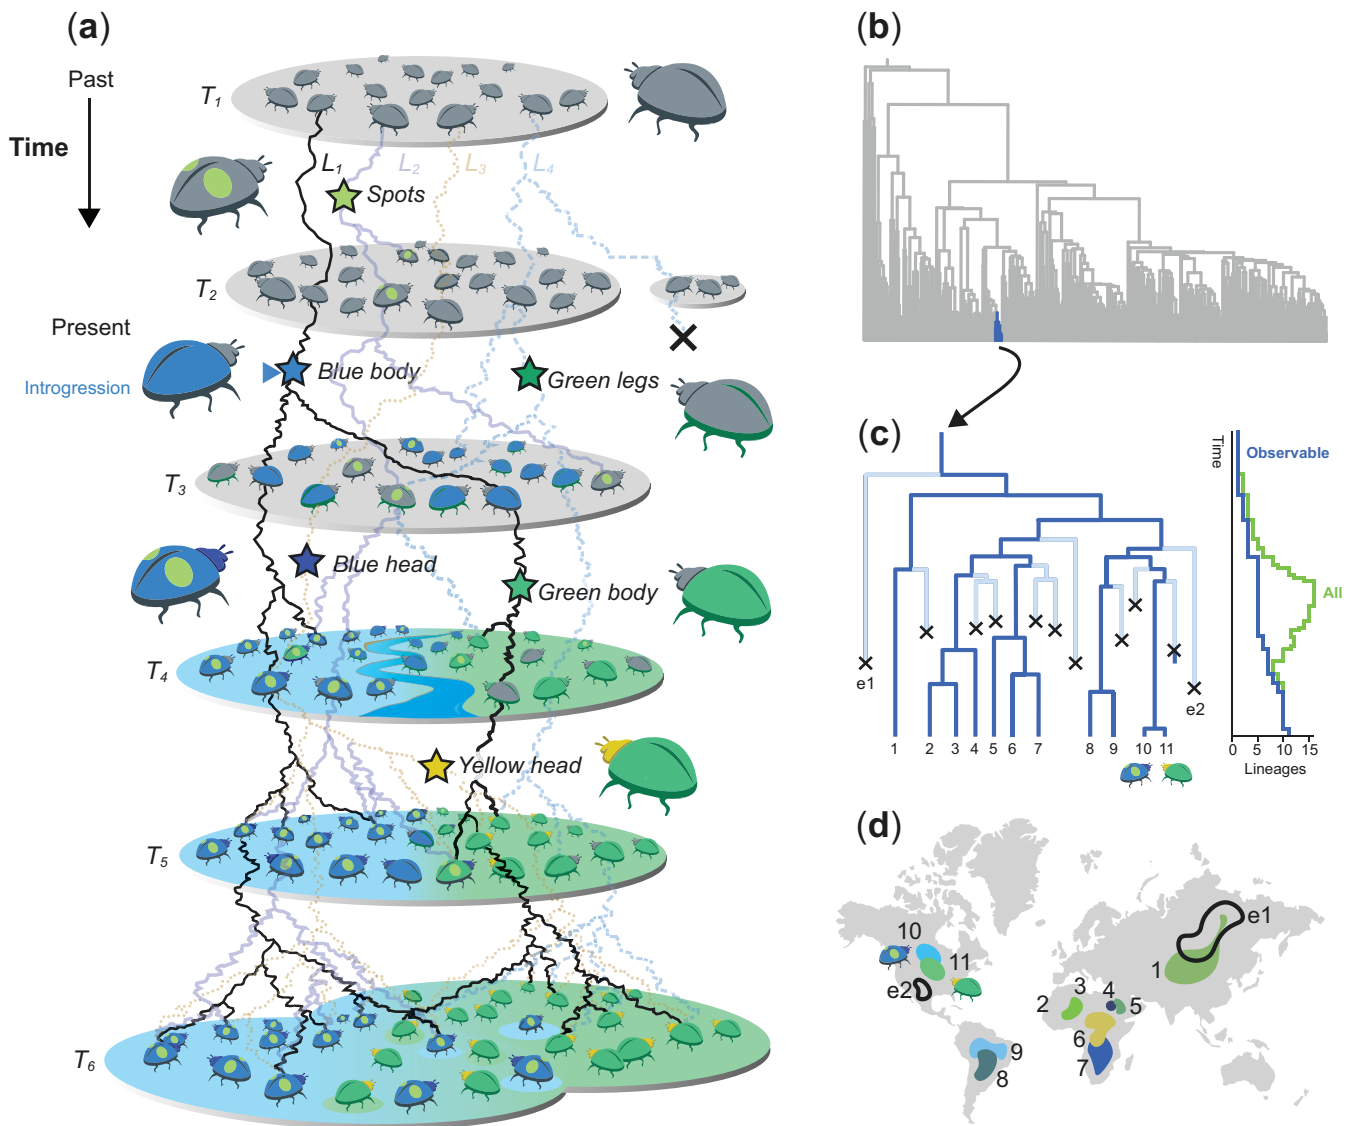 (a)
Past
Time
Present
Introgression
T1
L1
L2
L3
L4
Spots
T2
Blue body
Green legs
T3
Blue head
Green body
T4
Yellow head
T5
T6
(b)
(c)
Time
Observable
All
e1
e2
1 2 3 4 5 6 7 8 9 10 11
0 5 10 15
Lineages
(d)
10
11
e2
9
8
3
2
4
5
6
7
1
e1